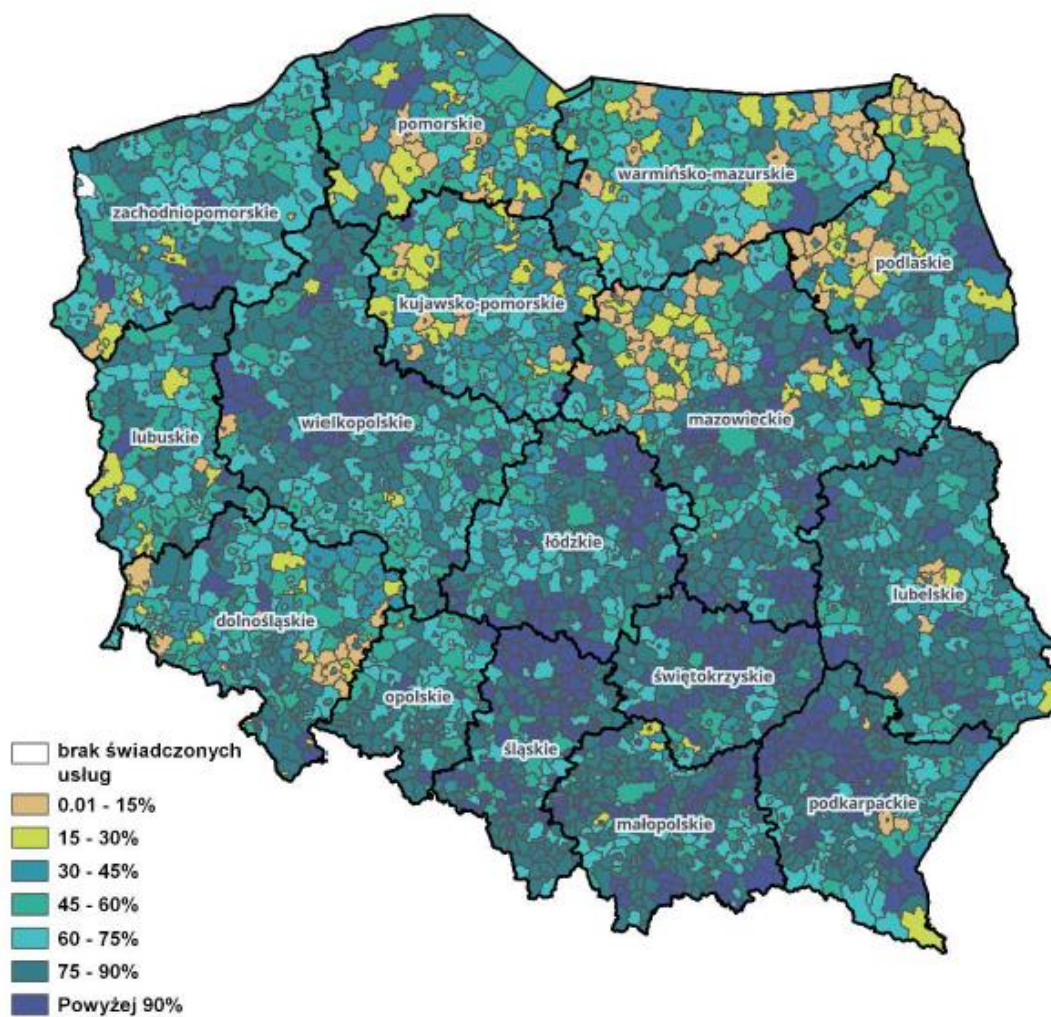 pomorskie
warmińsko-mazurskie
zachodniopomorskie
podlaskie
kujawsko-pomorskie
wielkopolskie
mazowieckie
lubuskie
łódzkie
lubelskie
dolnośląskie
świętokrzyskie
opolskie
śląskie
podkarpackie
małopolskie
brak świadczonych
usług
0.01 - 15%
15 - 30%
30 - 45%
45 - 60%
60 - 75%
75 - 90%
Powyżej 90%